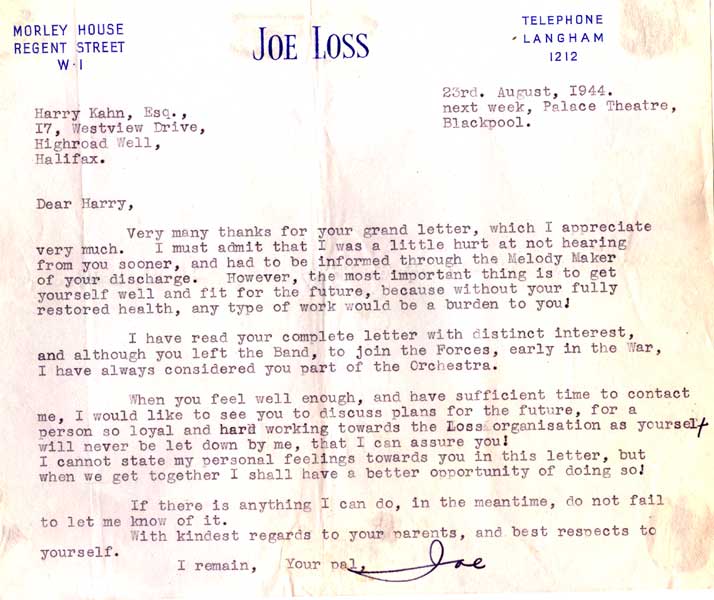 MORLEY HOUSE
REGENT STREET
W·1
JOE LOSS
TELEPHONE
LANGHAM
1212
23rd. August, 1944.
next week, Palace Theatre,
Blackpool.
Harry Kahn, Esq.,
I7, Westview Drive,
Highroad Well,
Halifax.
Dear Harry,
Very many thanks for your grand letter, which I appreciate
very much. I must admit that I was a little hurt at not hearing
from you sooner, and had to be informed through the Melody Maker
of your discharge. However, the most important thing is to get
yourself well and fit for the future, because without your fully
restored health, any type of work would be a burden to you!
I have read your complete letter with distinct interest,
and although you left the Band, to join the Forces, early in the War,
I have always considered you part of the Orchestra.
When you feel well enough, and have sufficient time to contact
me, I would like to see you to discuss plans for the future, for a
person so loyal and hard working towards the Loss organisation as yourself
will never be let down by me, that I can assure you!
I cannot state my personal feelings towards you in this letter, but
when we get together I shall have a better opportunity of doing so!
If there is anything I can do, in the meantime, do not fail
to let me know of it.
With kindest regards to your parents, and best respects to
yourself.
I remain, Your pal, Joe